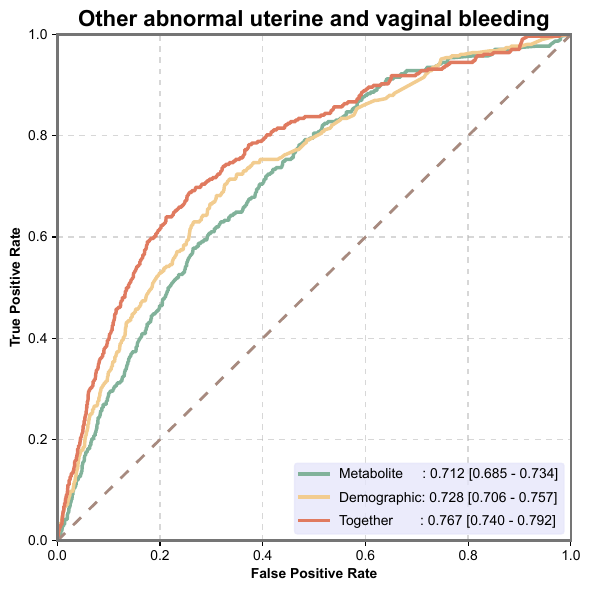 Other abnormal uterine and vaginal bleeding
True Positive Rate
1.0
0.8
0.6
0.4
0.2
0.0
Metabolite : 0.712 [0.685 - 0.734]
Demographic: 0.728 [0.706 - 0.757]
Together : 0.767 [0.740 - 0.792]
0.0 0.2 0.4 0.6 0.8 1.0
False Positive Rate